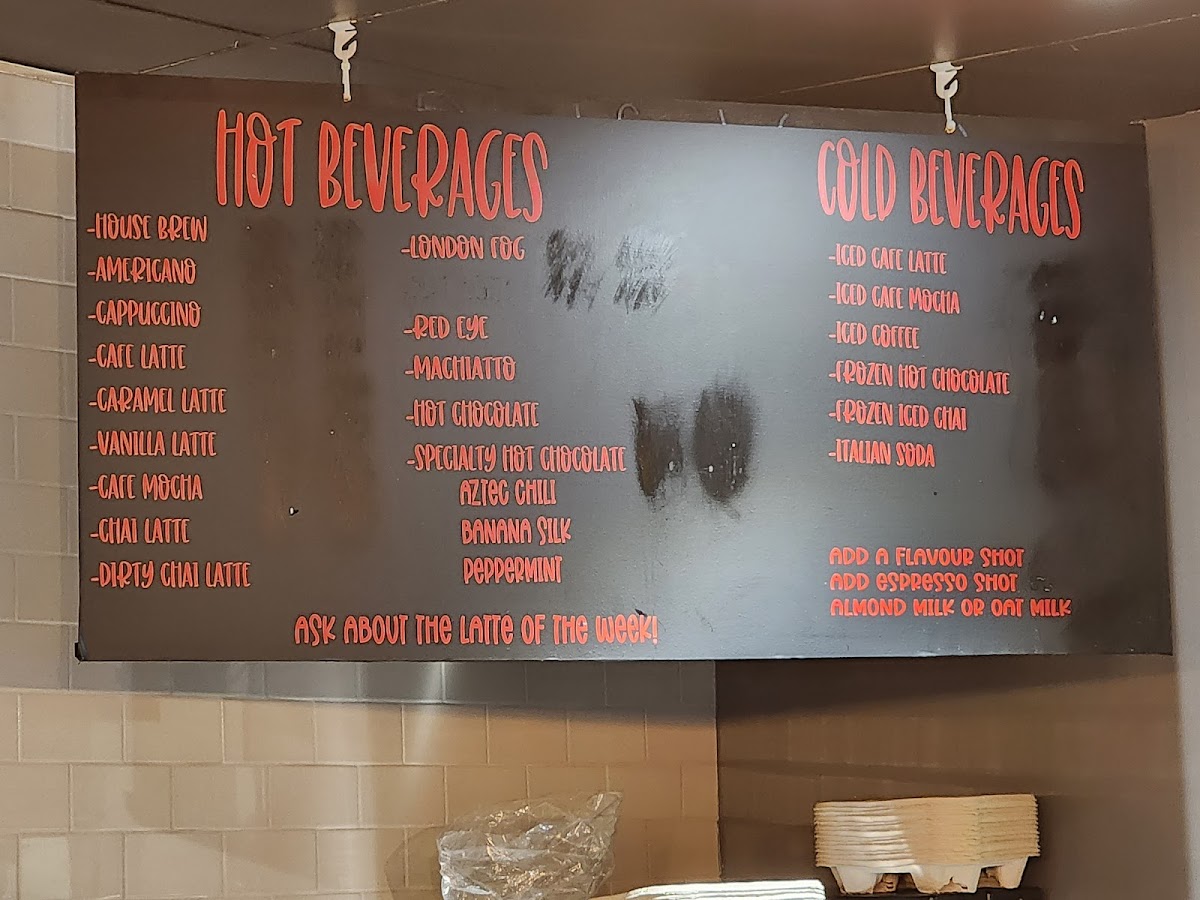 HOT BEVERAGES
-HOUSE BREW
-AMERICANO
-CAPPUCCINO
-CAFE LATTE
-CARAMEL LATTE
-VANILLA LATTE
-CAFE MOCHA
-CHAI LATTE
-DIRTY CHAI LATTE
-LONDON FOG
-RED EYE
-MACHIATTO
-HOT CHOCOLATE
-SPECIALTY HOT CHOCOLATE
AZTEC CHILI
BANANA SILK
PEPPERMINT
ASK ABOUT THE LATTE OF THE WEEK!
COLD BEVERAGES
-ICED CAFE LATTE
-ICED CAFE MOCHA
-ICED COFFEE
-FROZEN HOT CHOCOLATE
-FROZEN ICED CHAI
-ITALIAN SODA
ADD A FLAVOUR SHOT
ADD ESPRESSO SHOT
ALMOND MILK OR OAT MILK